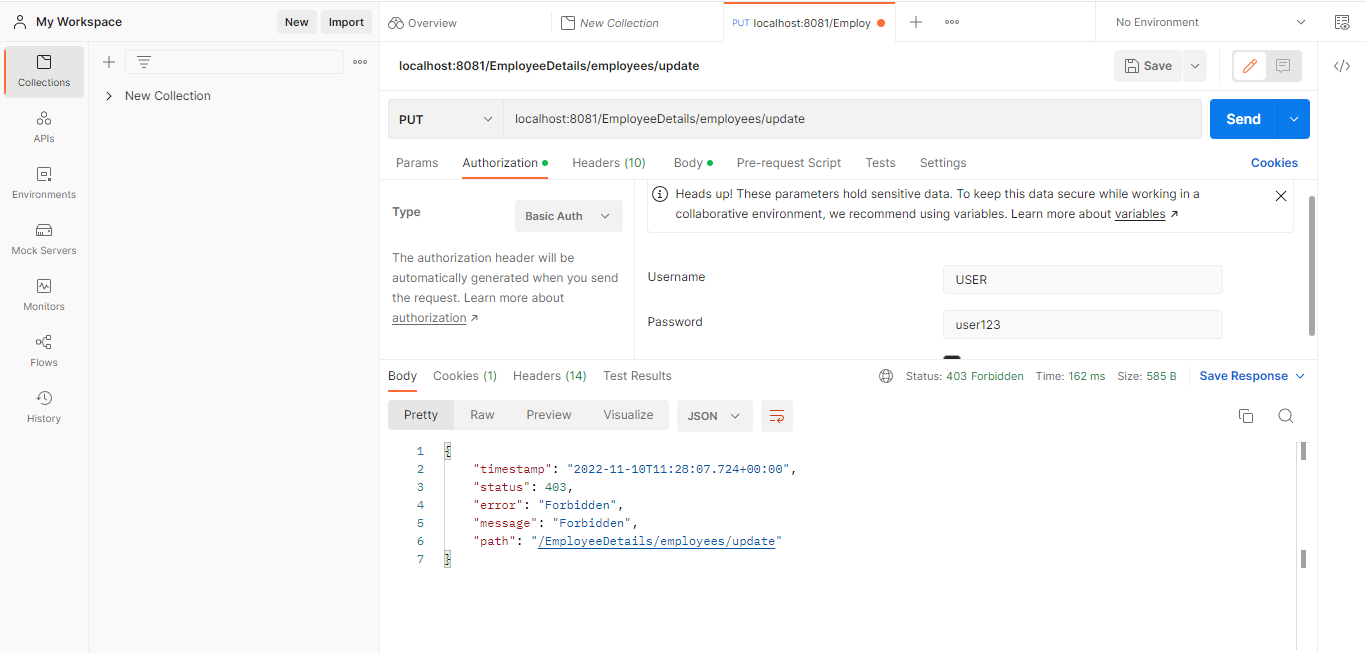 My Workspace
New
Import
Overview
New Collection
PUT localhost:8081/Employ
No Environment
Collections
APIs
Environments
Mock Servers
Monitors
Flows
History
New Collection
localhost:8081/EmployeeDetails/employees/update
Save
PUT
localhost:8081/EmployeeDetails/employees/update
Send
Params
Authorization
Headers (10)
Body
Pre-request Script
Tests
Settings
Cookies
Type
Basic Auth
The authorization header will be
automatically generated when you send
the request. Learn more about
authorization ↗
Heads up! These parameters hold sensitive data. To keep this data secure while working in a
collaborative environment, we recommend using variables. Learn more about variables ↗
Username
USER
Password
user123
Body
Cookies (1)
Headers (14)
Test Results
Status: 403 Forbidden
Time: 162 ms
Size: 585 B
Save Response
Pretty
Raw
Preview
Visualize
JSON
1 {
2 "timestamp": "2022-11-10T11:28:07.724+00:00",
3 "status": 403,
4 "error": "Forbidden",
5 "message": "Forbidden",
6 "path": "/EmployeeDetails/employees/update"
7 }